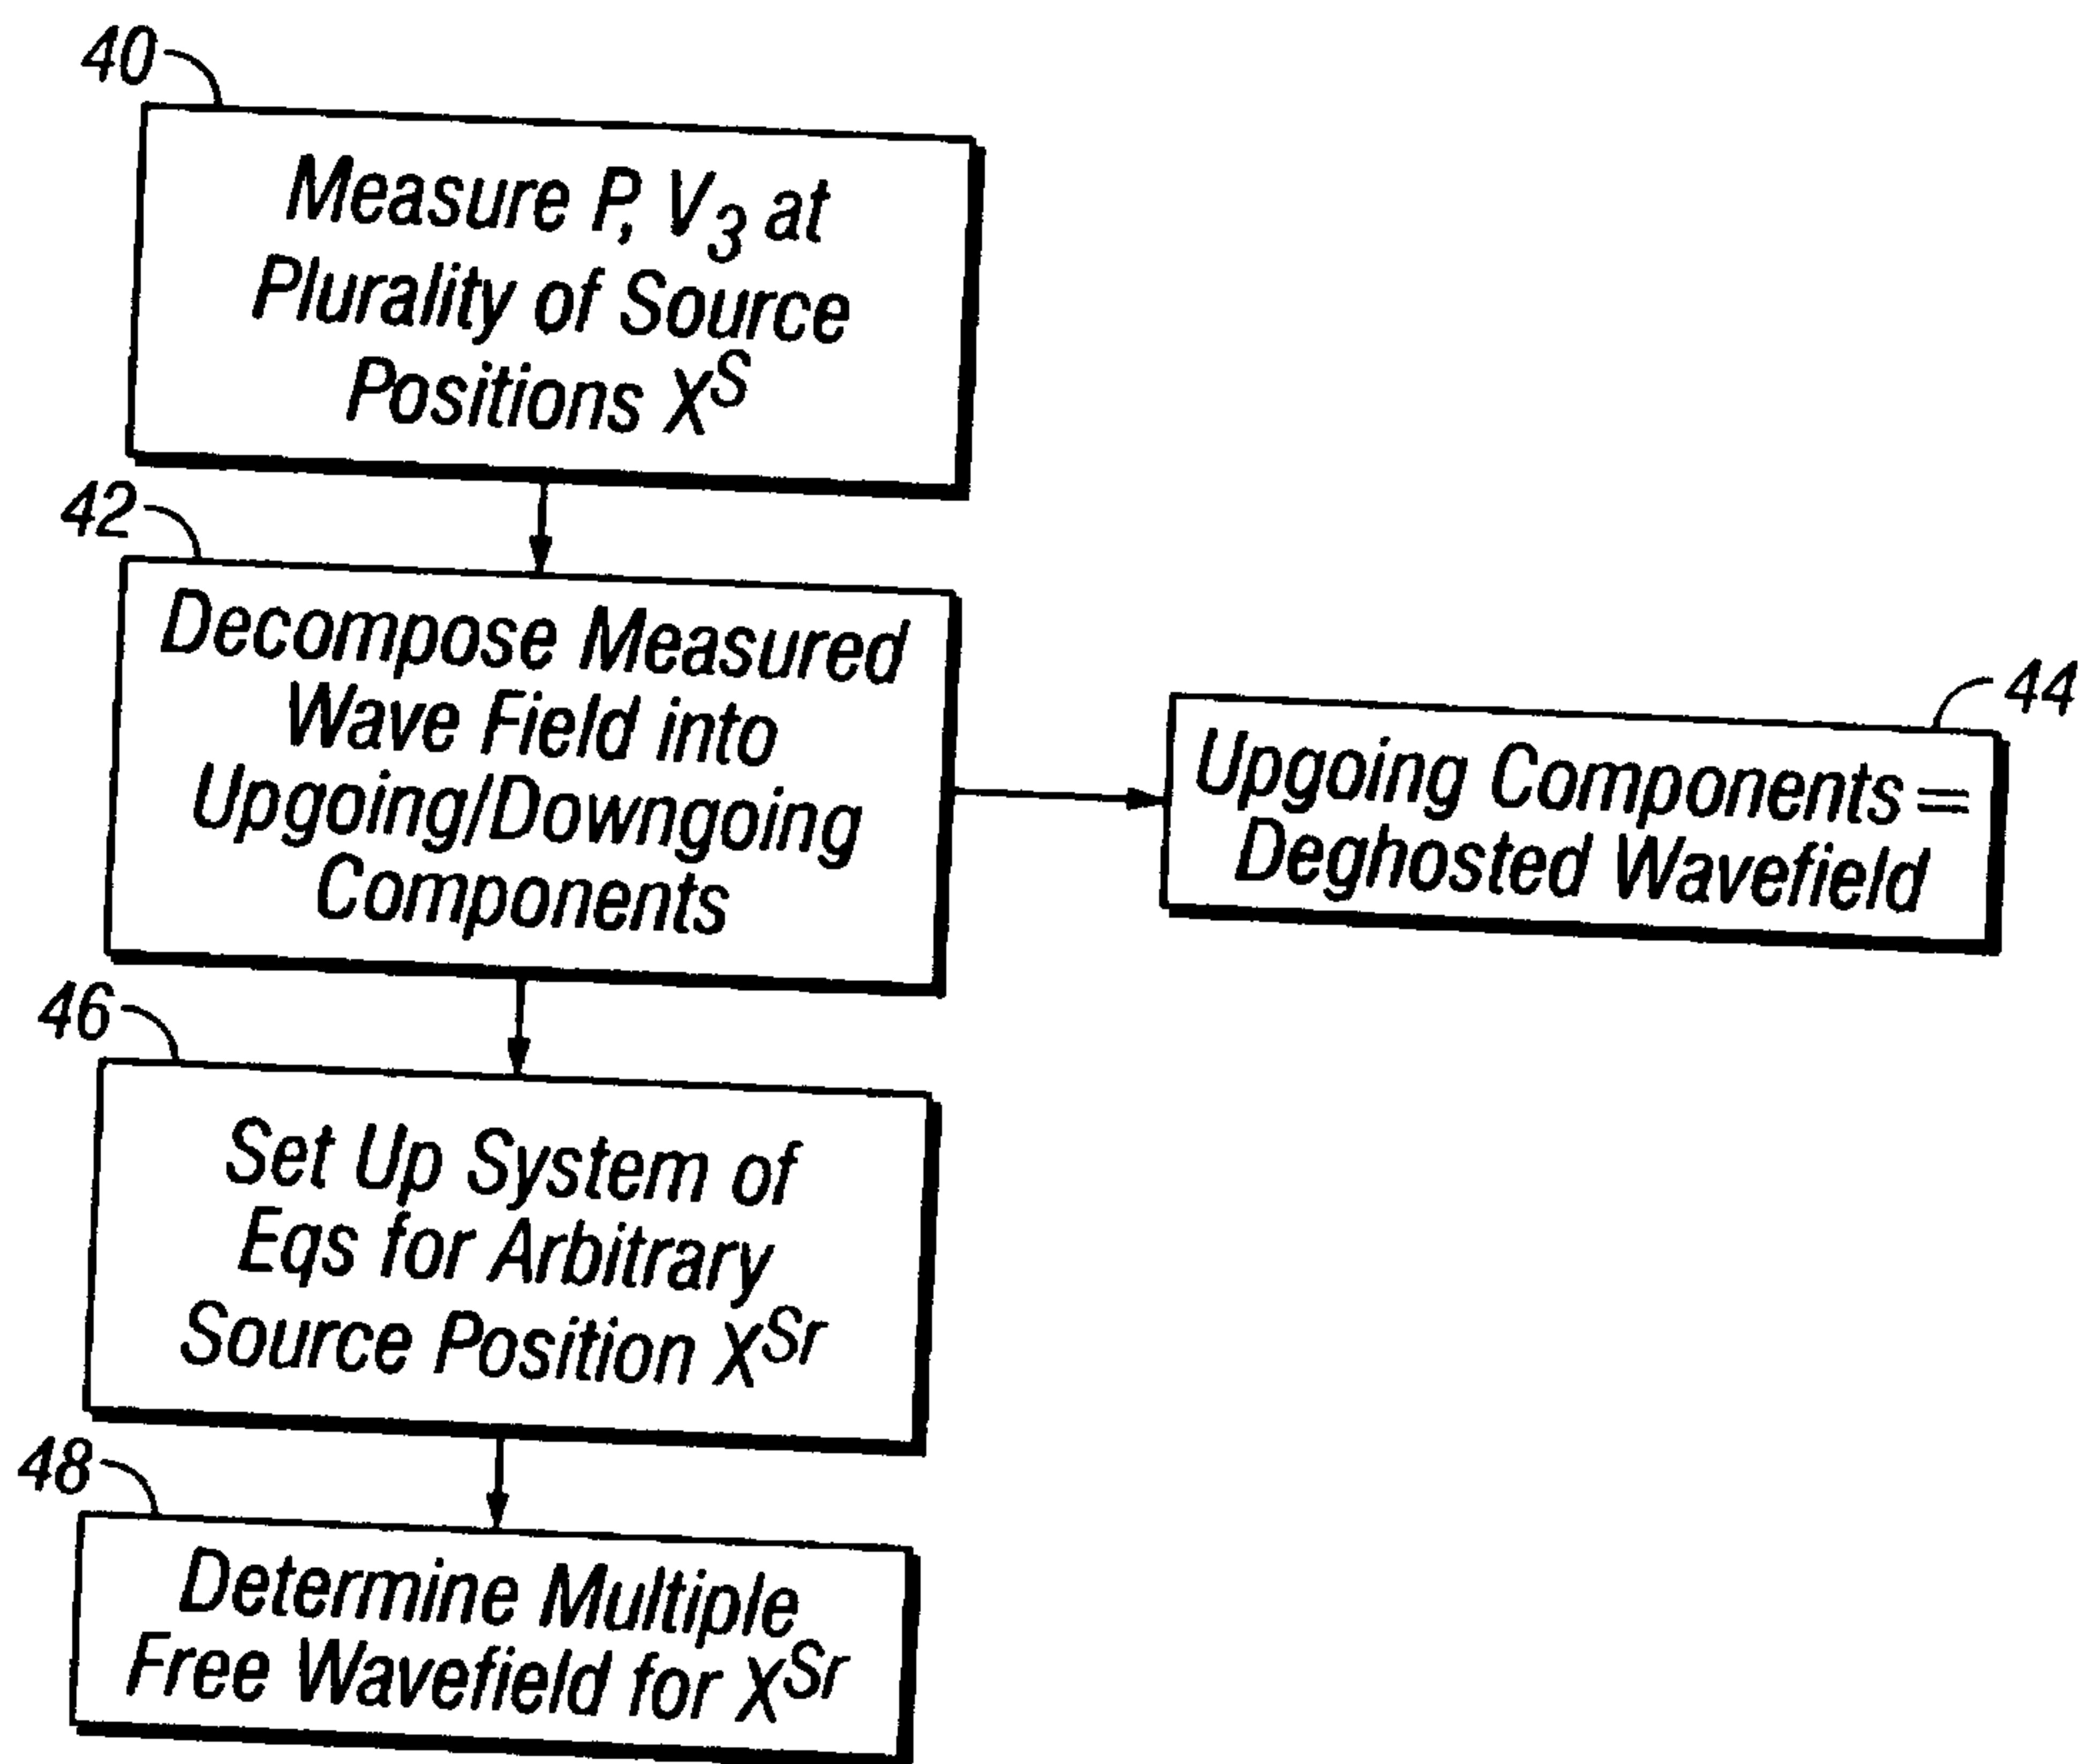 40
Measure P, V3 at
Plurality of Source
Positions XS
42
Decompose Measured
Wave Field into
Upgoing/Downgoing
Components
44
Upgoing Components =
Deghosted Wavefield
46
Set Up System of
Eqs for Arbitrary
Source Position XSr
48
Determine Multiple
Free Wavefield for XSr